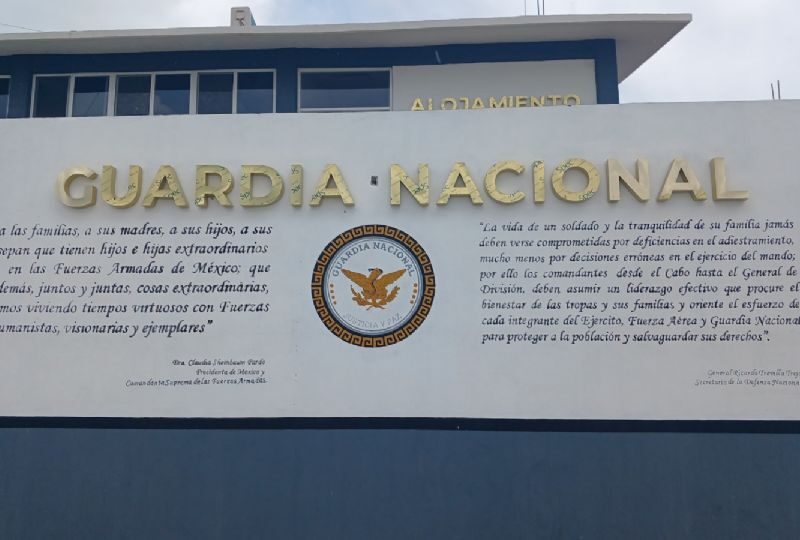 ALOJAMIENTO
GUARDIA NACIONAL
a las familias, a sus madres, a sus hijos, a sus
sepan que tienen hijos e hijas extraordinarios
en las Fuerzas Armadas de México; que
demás, juntos y juntas, cosas extraordinarias,
mos viviendo tiempos virtuosos con Fuerzas
umanistas, visionarias y ejemplares"
Dra. Claudia Sheinbaum Pardo
Presidenta de México y
Comandanta Suprema de las Fuerzas Armadas
GUARDIA NACIONAL
JUSTICIA Y PAZ
"La vida de un soldado y la tranquilidad de su familia jamás
deben verse comprometidas por deficiencias en el adiestramiento,
mucho menos por decisiones erróneas en el ejercicio del mando;
por ello los comandantes desde el Cabo hasta el General de
División, deben asumir un liderazgo efectivo que procure el
bienestar de las tropas y sus familias, y oriente el esfuerzo de
cada integrante del Ejercito, Fuerza Aérea y Guardia Nacional
para proteger a la población y salvaguardar sus derechos".
General Ricardo Trevilla Trejo
Secretario de la Defensa Nacional